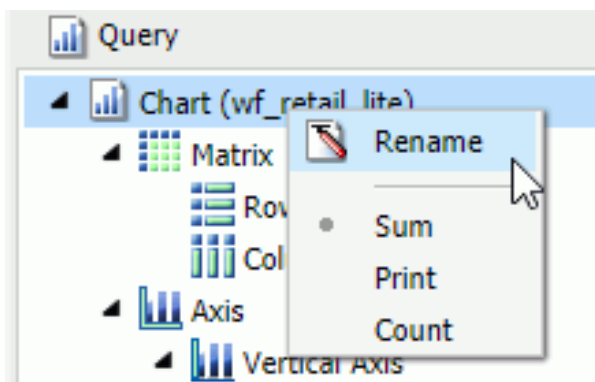 Query
Chart (wf_retail_lite)
Rename
Matrix
Sum
Print
Axis
Count
Vertical Axis